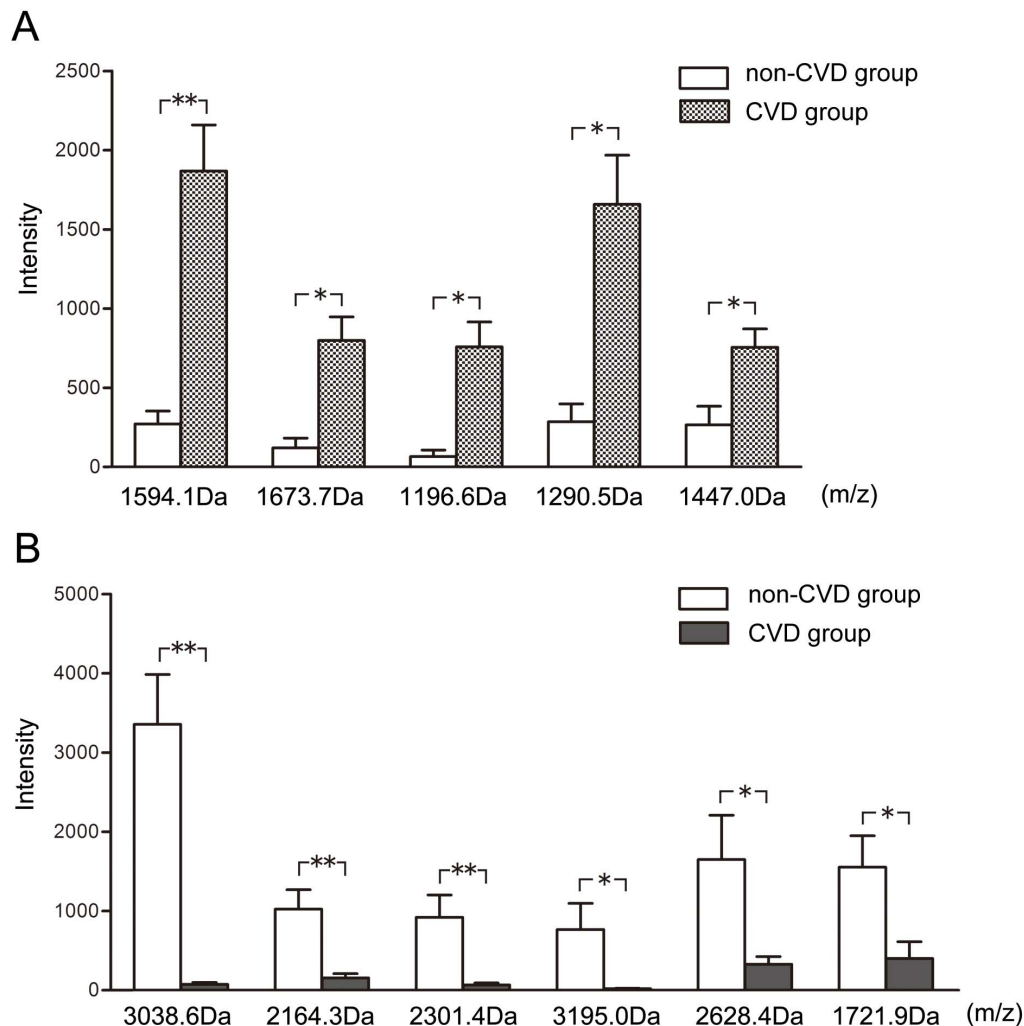 A
2500
2000
1500
1000
500
0
Intensity
non-CVD group
CVD group
**
*
*
*
*
1594.1Da 1673.7Da 1196.6Da 1290.5Da 1447.0Da (m/z)
B
5000
4000
3000
2000
1000
0
Intensity
non-CVD group
CVD group
**
**
**
*
*
*
3038.6Da 2164.3Da 2301.4Da 3195.0Da 2628.4Da 1721.9Da (m/z)